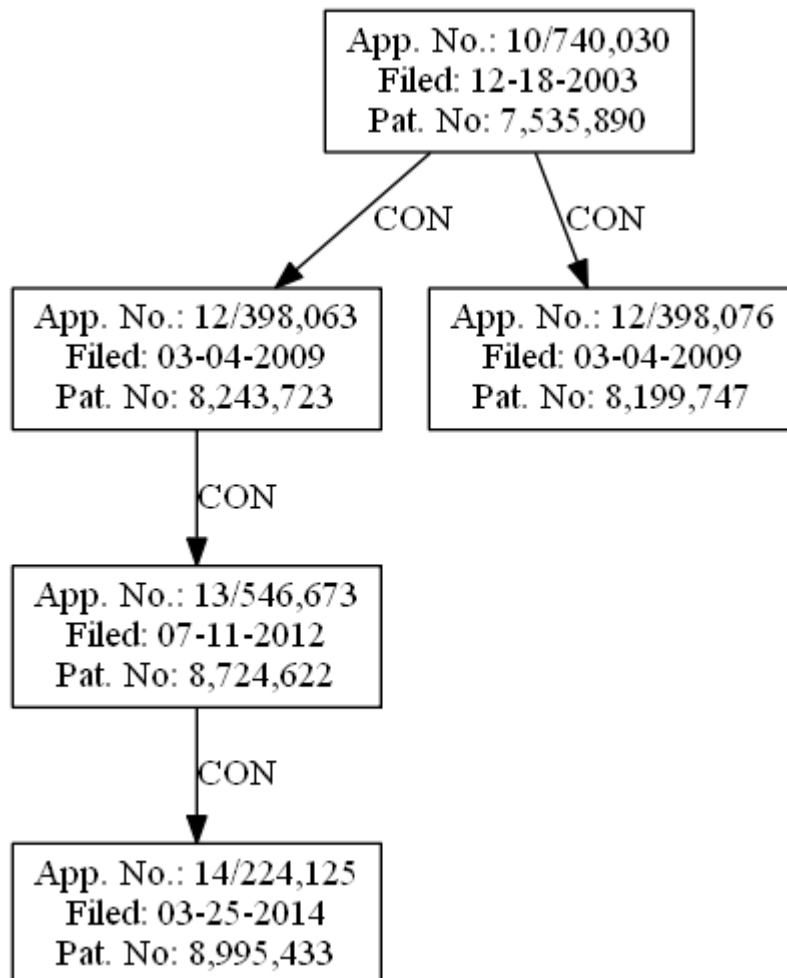 App. No.: 10/740,030
Filed: 12-18-2003
Pat. No: 7,535,890
CON
CON
App. No.: 12/398,063
Filed: 03-04-2009
Pat. No: 8,243,723
App. No.: 12/398,076
Filed: 03-04-2009
Pat. No: 8,199,747
CON
App. No.: 13/546,673
Filed: 07-11-2012
Pat. No: 8,724,622
CON
App. No.: 14/224,125
Filed: 03-25-2014
Pat. No: 8,995,433